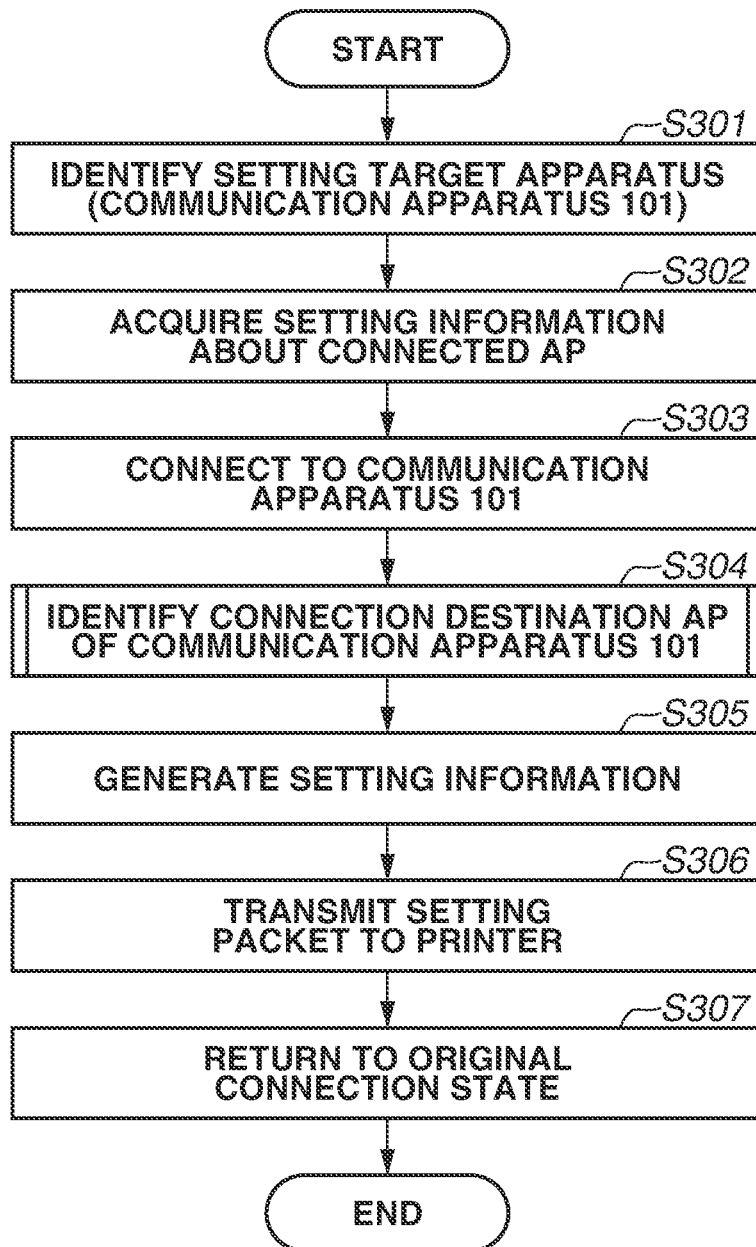 START
S301
IDENTIFY SETTING TARGET APPARATUS
(COMMUNICATION APPARATUS 101)
S302
ACQUIRE SETTING INFORMATION
ABOUT CONNECTED AP
S303
CONNECT TO COMMUNICATION
APPARATUS 101
S304
IDENTIFY CONNECTION DESTINATION AP
OF COMMUNICATION APPARATUS 101
S305
GENERATE SETTING INFORMATION
S306
TRANSMIT SETTING
PACKET TO PRINTER
S307
RETURN TO ORIGINAL
CONNECTION STATE
END